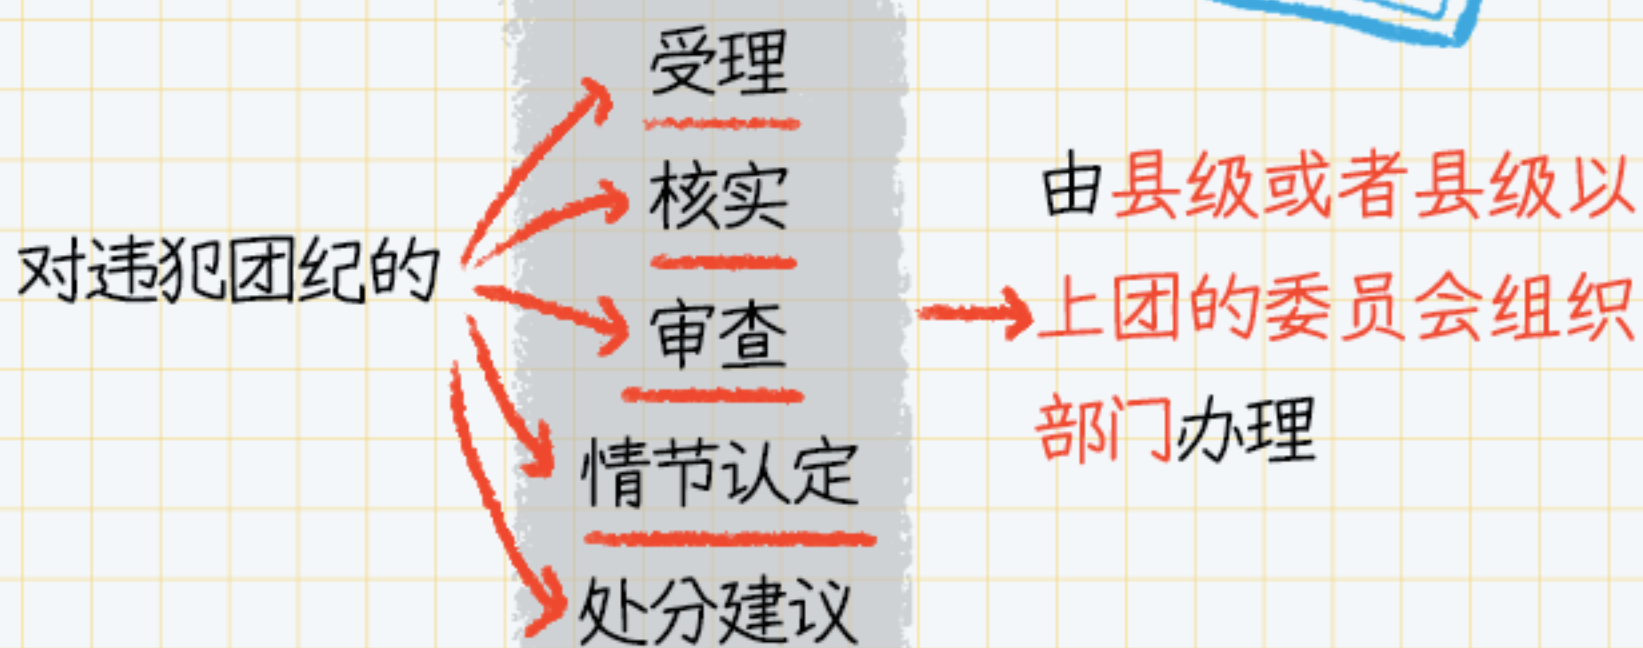 受理
核实
对违犯团纪的
审查
情节认定
处分建议
由县级或者县级以
上团的委员会组织
部门办理